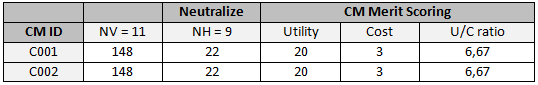 Neutralize CM Merit Scoring
CM ID NV = 11 NH = 9 Utility Cost U/C ratio
C001 148 22 20 3 6,67
C002 148 22 20 3 6,67